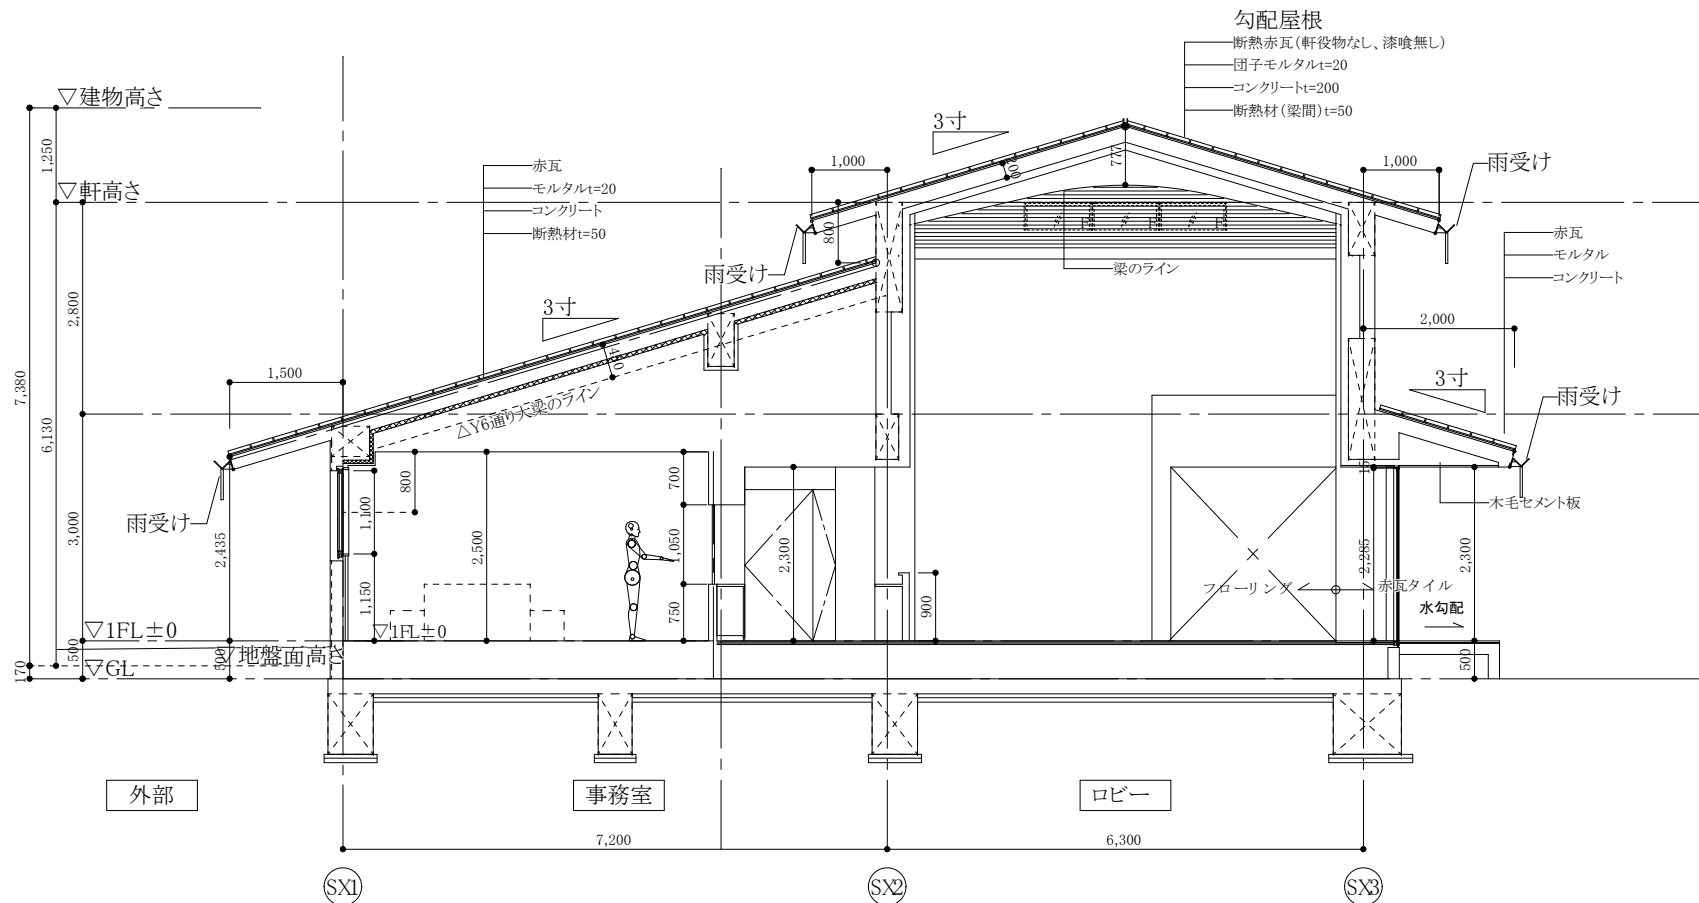 勾配屋根
断熱赤瓦(軒役物なし、漆喰無し)
団子モルタルt=20
コンクリートt=200
断熱材(梁間)t=50
▽建物高さ
1,250
3寸
777
200
1,000
1,000
雨受け
赤瓦
モルタルt=20
コンクリート
断熱材t=50
▽軒高さ
800
雨受け
梁のライン
赤瓦
モルタル
コンクリート
2,800
3寸
2,000
450
7,380
1,500
3寸
雨受け
△Y6通り大梁のライン
6,130
3,000
雨受け
2,435
800
1,100
2,500
700
1,050
2,300
15
2,285
2,300
木毛セメント板
1,150
750
900
フローリング
赤瓦タイル
水勾配
▽1FL±0
▽1FL±0
500
▽地盤面高さ
▽GL
170
500
500
外部
事務室
ロビー
7,200
6,300
SX1
SX2
SX3